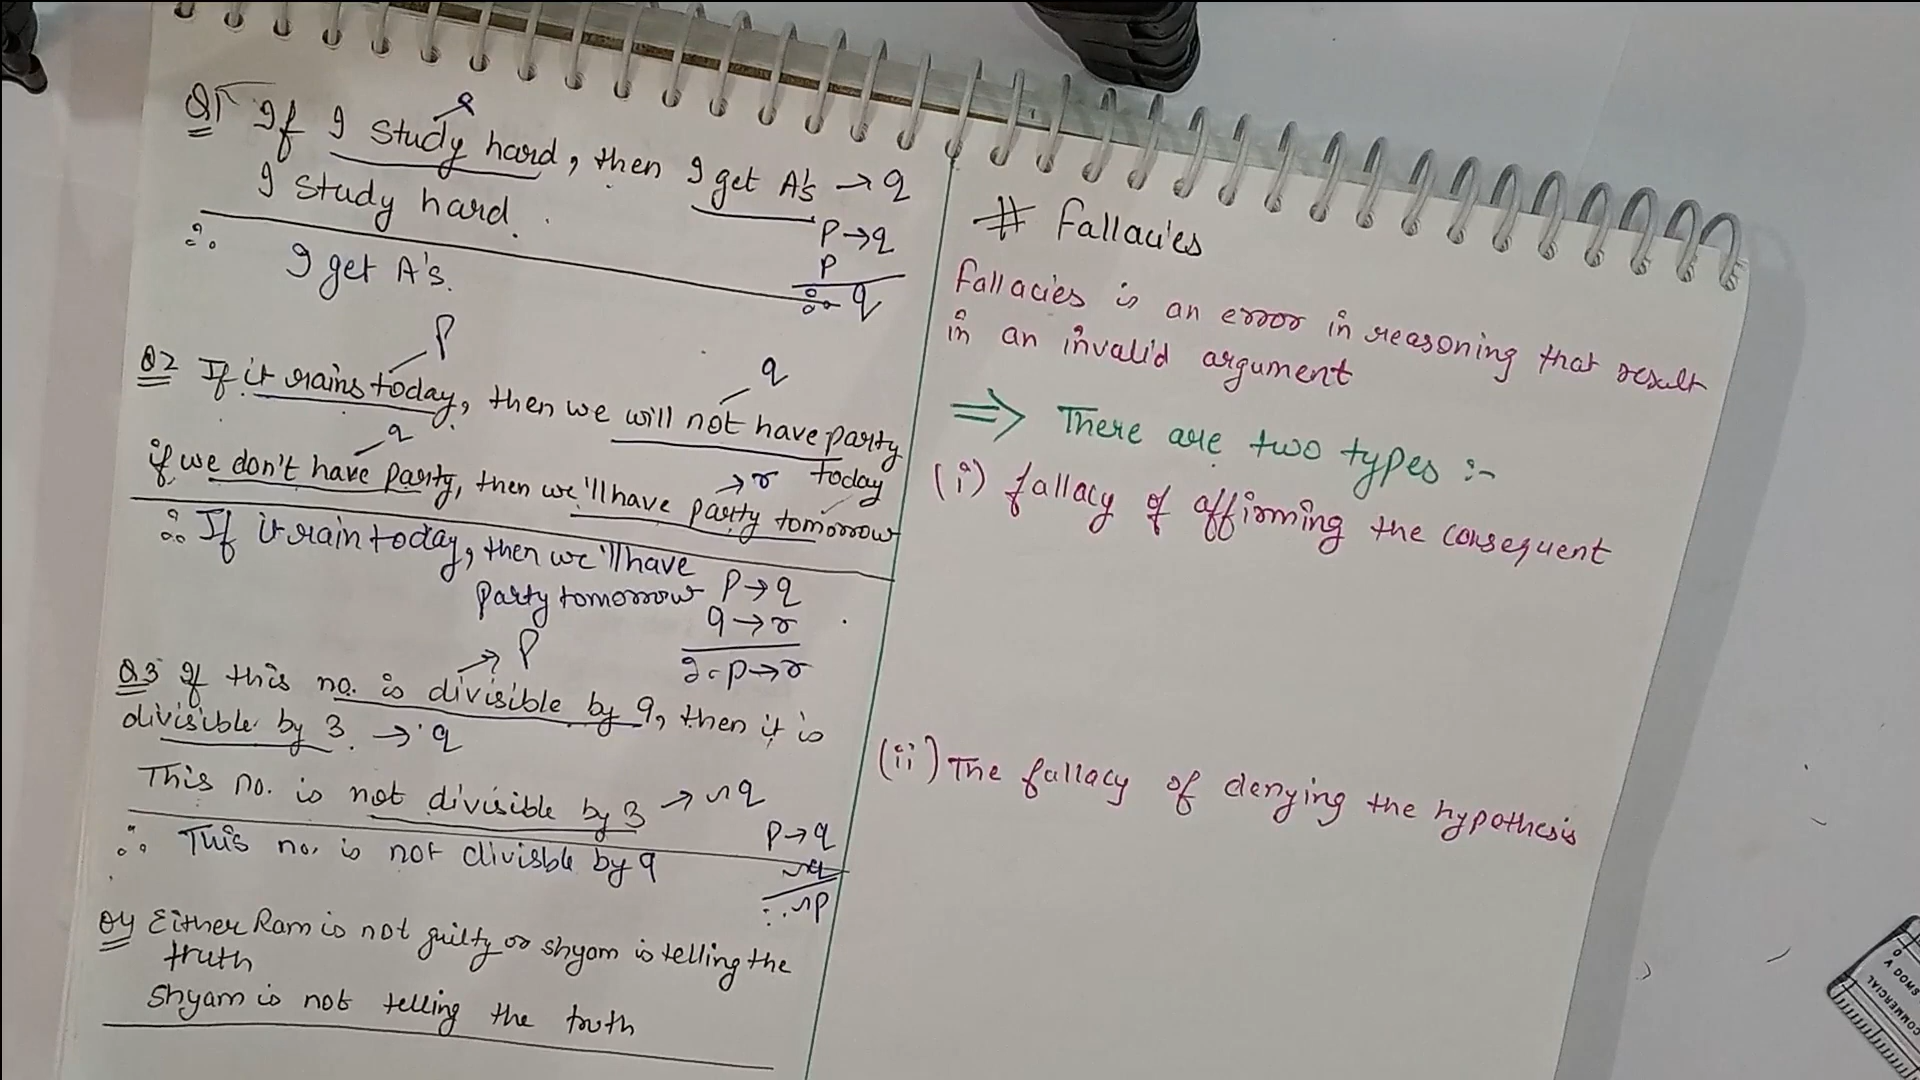 Q1 If I study hard, then I get A's → q
I study hard.
p→q
p
∴ q
∴ I get A's.
p
q
Q2 If it rains today, then we will not have party
today
q
if we don't have party, then we'll have party tomorrow
→ r
∴ If it rain today, then we'll have
party tomorrow
p→q
q→r
∴ p→r
p
Q3 If this no. is divisible by 9, then it is
divisible by 3. → q
This no. is not divisible by 3 → ~q
p→q
~q
∴ ~p
∴ This no. is not divisble by 9
Q4 Either Ram is not guilty or shyam is telling the
truth
Shyam is not telling the truth
# Fallacies
Fallacies is an error in reasoning that result
in an invalid argument
⇒ There are two types :-
(i) fallacy of affirming the consequent
(ii) The fallacy of denying the hypothesis
COMMERCIAL